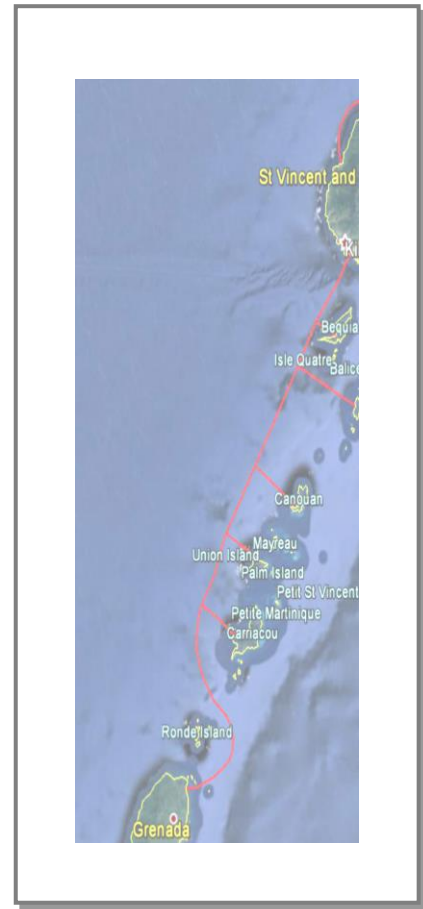 St Vincent and
Ki
Bequia
Isle Quatre
Balice
Canouan
Mayreau
Union Island
Palm Island
Petit St Vincent
Petite Martinique
Carriacou
Ronde Island
Grenada